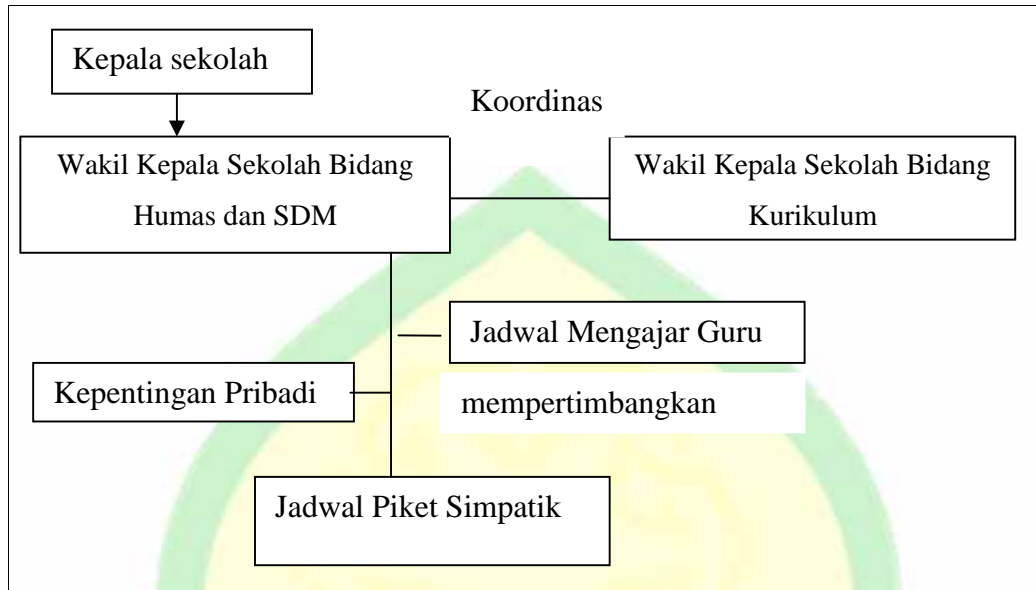 Kepala sekolah
Koordinas
Wakil Kepala Sekolah Bidang
Humas dan SDM
Wakil Kepala Sekolah Bidang
Kurikulum
Jadwal Mengajar Guru
Kepentingan Pribadi
mempertimbangkan
Jadwal Piket Simpatik